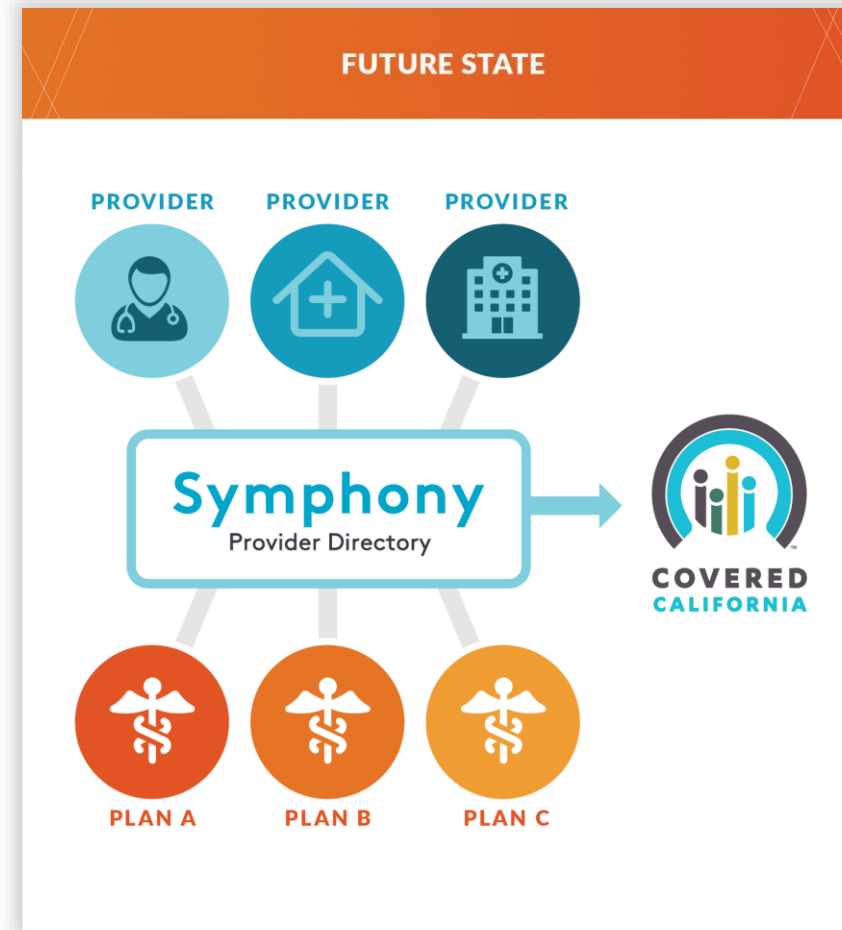 FUTURE STATE
PROVIDER PROVIDER PROVIDER
Symphony
Provider Directory
COVERED
CALIFORNIA
PLAN A PLAN B PLAN C